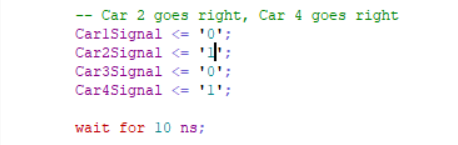 -- Car 2 goes right, Car 4 goes right
Car1Signal <= '0';
Car2Signal <= '1';
Car3Signal <= '0';
Car4Signal <= '1';
wait for 10 ns;